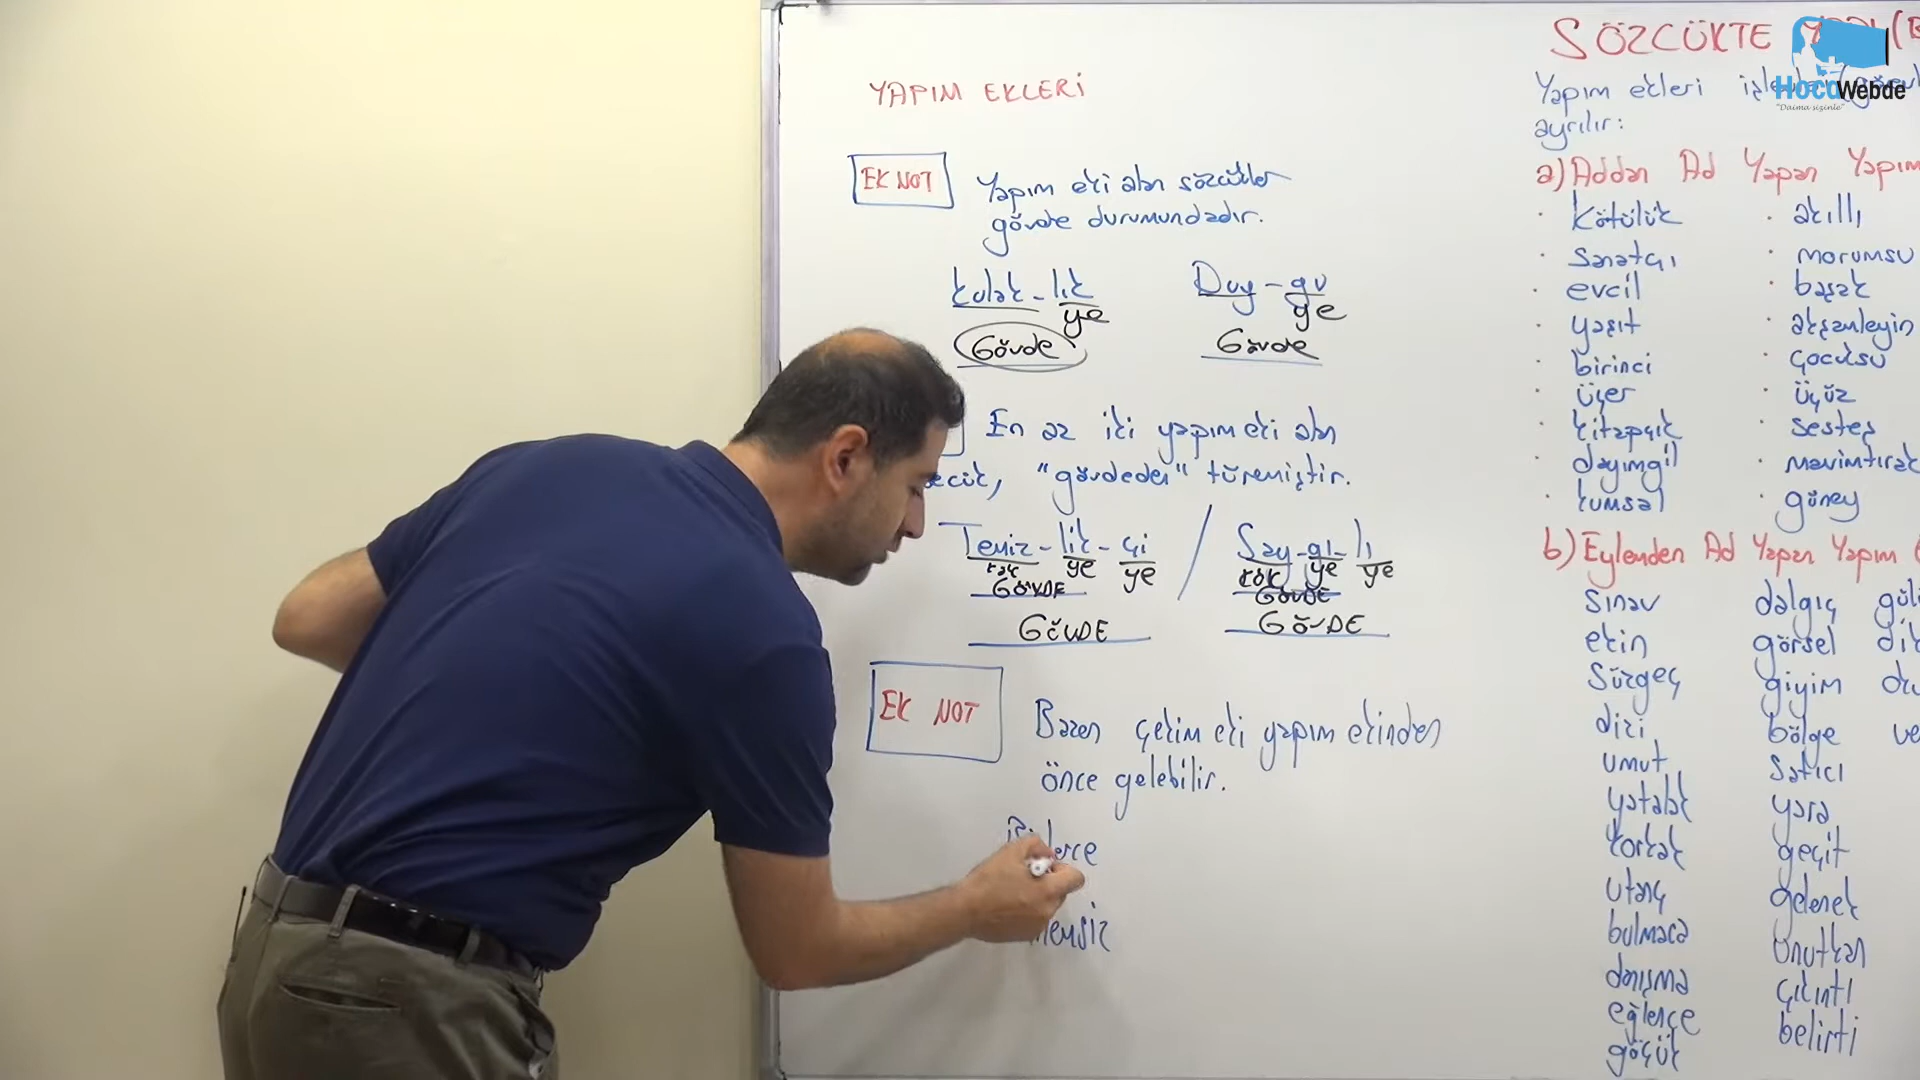 YAPIM EKLERİ
EK NOT
Yapım eki alan sözcükler
gövde durumundadır.
kulak-lık
ye
Gövde
Duy-gu
ye
Gövde
En az iki yapım eki alan
"gövdeden" türemiştir.
Temiz-lik-çi / Say-gı-lı
kök ye ye
GÖVDE
GÖVDE
kök ye ye
GÖVDE
GÖVDE
EK NOT
Bazen çekim eki yapım ekinden
önce gelebilir.
SÖZCÜKTE
Yapım ekleri
ayrılır:
a) Addan Ad Yapan Yapım
· kötülük · akıllı
· sanatçı · morumsu
· evcil · başak
· yaşıt · akşamleyin
· birinci · çocuksu
· üçer · üçüz
· kitapçık · sesteş
· dayımgil · mavimtırak
· kumsal · güney
b) Eylemden Ad Yapan Yapım
sınav dalgıç
ekin görsel
Süzgeç giyim
dizi bölge
umut satıcı
yatalak yara
korkak geçit
utanç gelenek
bulmaca unutkan
danışma çıkıntı
eğlence belirti
göçük
HocaWebde
"Daima sizinle"